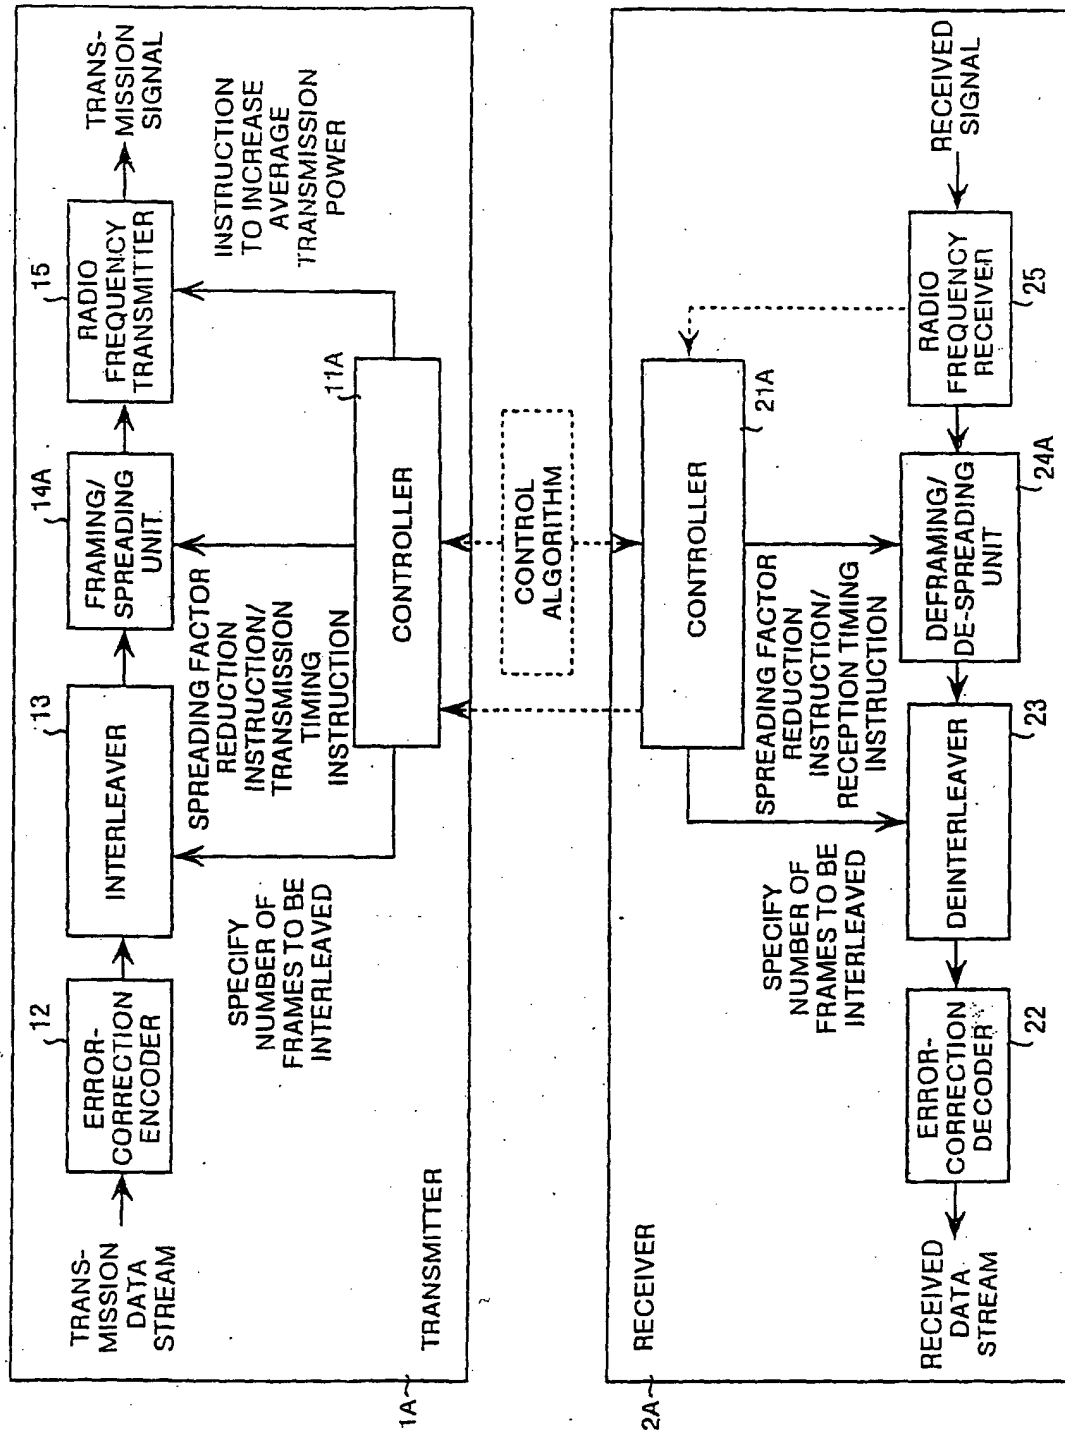 1A
TRANSMITTER
TRANS-
MISSION
DATA
STREAM
12
ERROR-
CORRECTION
ENCODER
13
INTERLEAVER
14A
FRAMING/
SPREADING
UNIT
15
RADIO
FREQUENCY
TRANSMITTER
TRANS-
MISSION
SIGNAL
SPECIFY
NUMBER OF
FRAMES TO BE
INTERLEAVED
SPREADING FACTOR
REDUCTION
INSTRUCTION/
TRANSMISSION
TIMING
INSTRUCTION
INSTRUCTION
TO INCREASE
AVERAGE
TRANSMISSION
POWER
11A
CONTROLLER
CONTROL
ALGORITHM
2A
RECEIVER
CONTROLLER
21A
SPECIFY
NUMBER OF
FRAMES TO BE
INTERLEAVED
SPREADING FACTOR
REDUCTION
INSTRUCTION/
RECEPTION TIMING
INSTRUCTION
RECEIVED
DATA
STREAM
ERROR-
CORRECTION
DECODER
22
DEINTERLEAVER
23
DEFRAMING/
DE-SPREADING
UNIT
24A
RADIO
FREQUENCY
RECEIVER
25
RECEIVED
SIGNAL